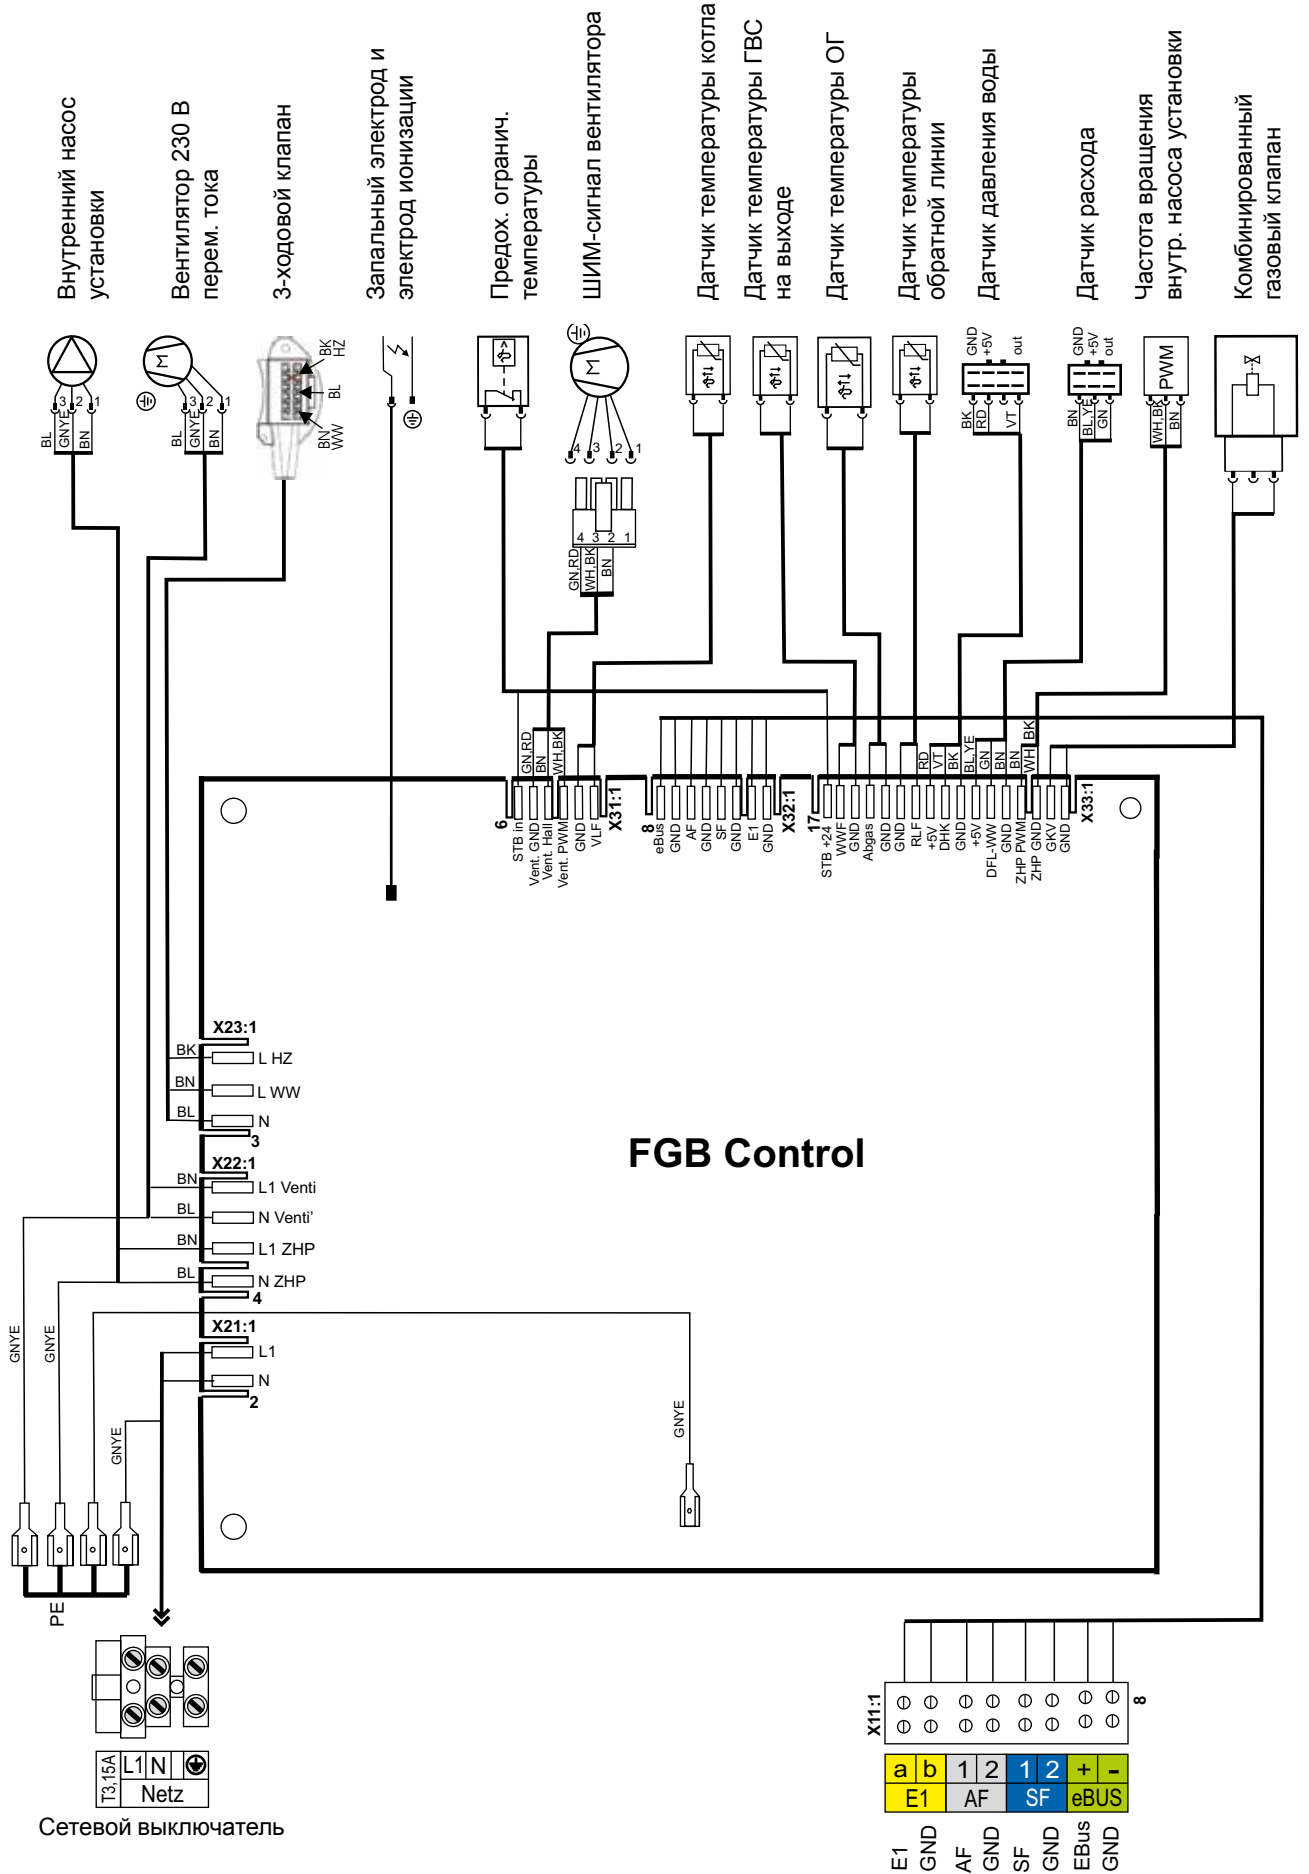 Внутренний насос
установки
Вентилятор 230 В
перем. тока
3-ходовой клапан
Запальный электрод и
электрод ионизации
Предох. огранич.
температуры
ШИМ-сигнал вентилятора
Датчик температуры котла
Датчик температуры ГВС
на выходе
Датчик температуры ОГ
Датчик температуры
обратной линии
Датчик давления воды
Датчик расхода
Частота вращения
внутр. насоса установки
Комбинированный
газовый клапан
3 2 1
BL
GNYE
BN
M
3 2 1
BL
GNYE
BN
BK
HZ
BL
BN
WW
M
4 3 2 1
4 3 2 1
GN,RD
WH,BK
BN
GND
+5V
out
BK
RD
VT
GND
+5V
out
BN
BL,YE
GN
PWM
WH,BK
BN
GN,RD
BN
WH,BK
RD
VT
BK
BL,YE
GN
BN
BN
WH, BK
6
STB in
Vent. GND
Vent. Hall
Vent. PWM
GND
VLF
X31:1
8
eBus
GND
AF
GND
SF
GND
E1
GND
X32:1
17
STB +24
WWF
GND
Abgas
GND
GND
RLF
+5V
DHK
GND
+5V
DFL-WW
GND
ZHP PWM
ZHP GND
GKV
GND
X33:1
X23:1
BK L HZ
BN L WW
BL N
3
FGB Control
X22:1
BN L1 Venti
BL N Venti'
BN L1 ZHP
BL N ZHP
4
X21:1
L1
N
2
GNYE
GNYE
GNYE
GNYE
PE
T3,15A
L1 N
Netz
Сетевой выключатель
X11:1
8
a b 1 2 1 2 + -
E1 AF SF eBUS
E1
GND
AF
GND
SF
GND
EBus
GND